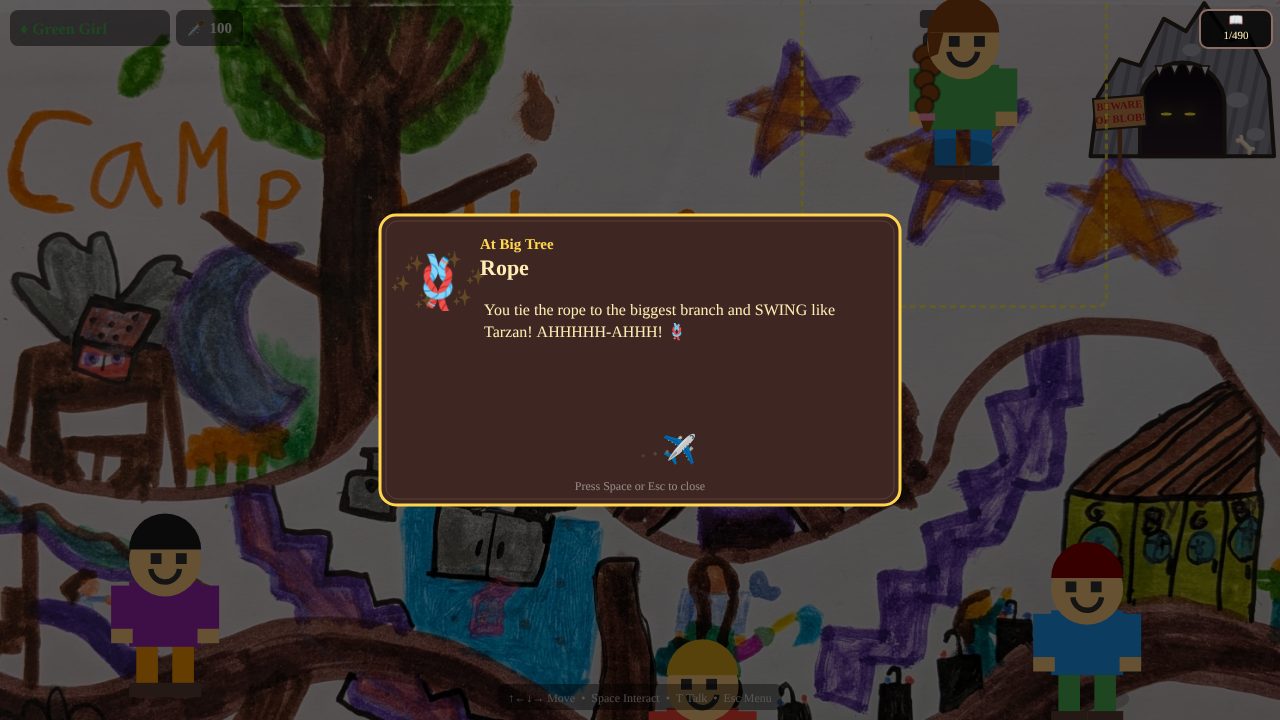 Green Girl
100
1/490
CaMp
BEWARE
OF BLOB!
At Big Tree
Rope
You tie the rope to the biggest branch and SWING like
Tarzan! AHHHHH-AHHH!
Press Space or Esc to close
G B Y G B
↑←↓→ Move • Space Interact • T Talk • Esc Menu